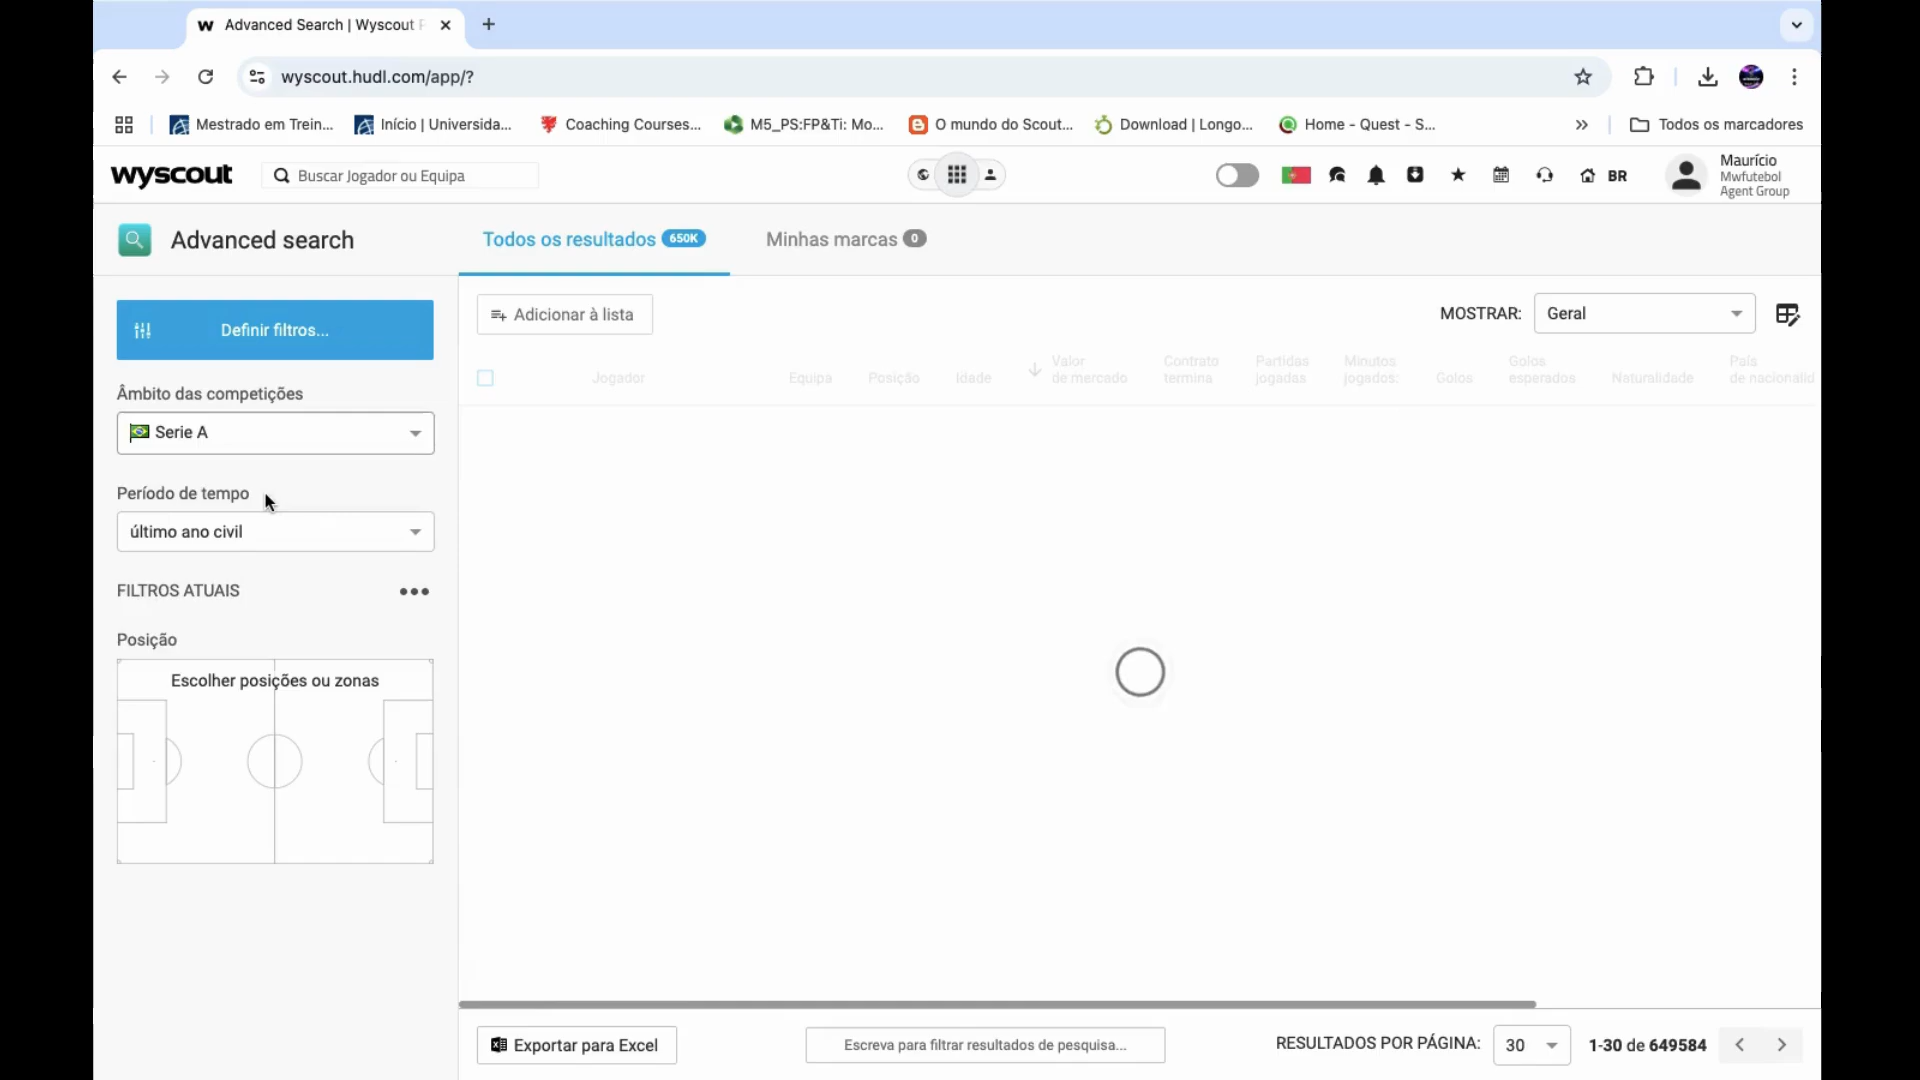 Advanced Search | Wyscout
wyscout.hudl.com/app/?
Mestrado em Trein...
Início | Universida...
Coaching Courses...
M5_PS:FP&Ti: Mo...
O mundo do Scout...
Download | Longo...
Home - Quest - S...
»
Todos os marcadores
wyscout
Buscar Jogador ou Equipa
BR
Maurício
Mwfutebol
Agent Group
Advanced search
Todos os resultados 650K
Minhas marcas 0
Definir filtros...
Adicionar à lista
MOSTRAR: Geral
Âmbito das competições
Serie A
Jogador
Equipa
Posição
Idade
Valor
de mercado
Contrato
termina
Partidas
jogadas
Minutos
jogados:
Golos
Golos
esperados
Naturalidade
País
de nacionalid
Período de tempo
último ano civil
FILTROS ATUAIS
Posição
Escolher posições ou zonas
Exportar para Excel
Escreva para filtrar resultados de pesquisa...
RESULTADOS POR PÁGINA: 30
1-30 de 649584